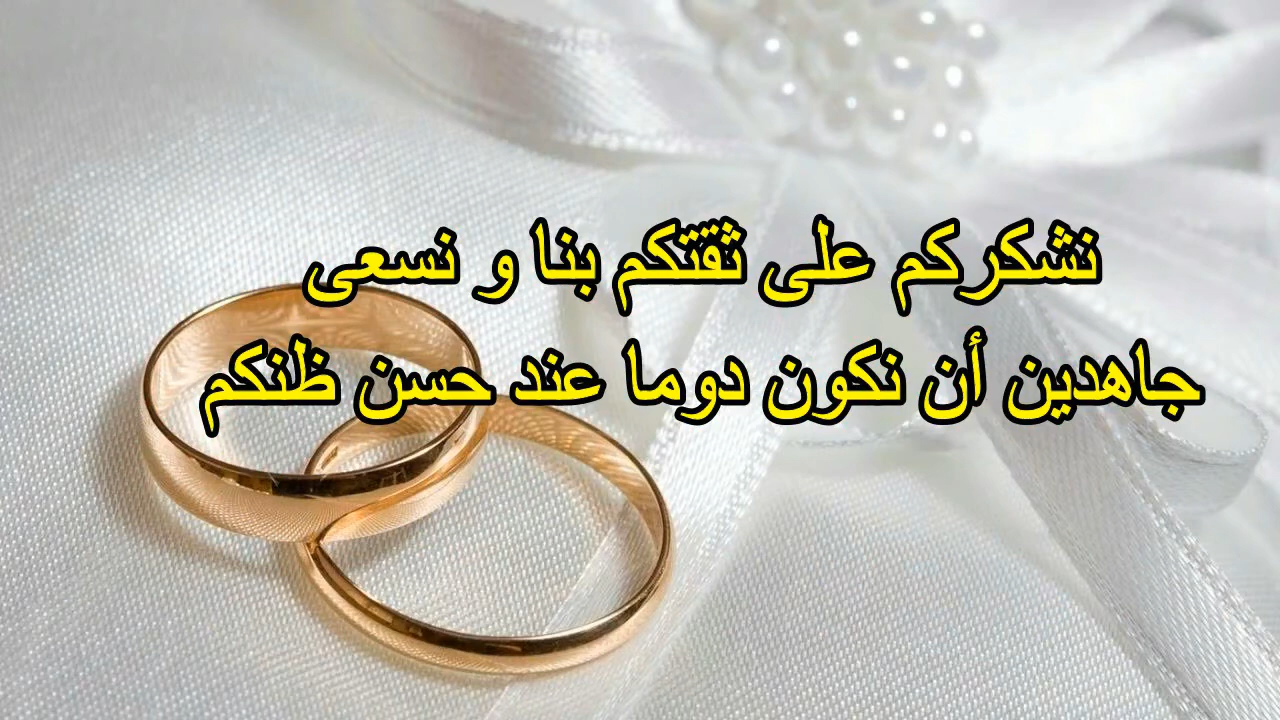 نشكركم على ثقتكم بنا و نسعى
جاهدين أن نكون دوما عند حسن ظنكم